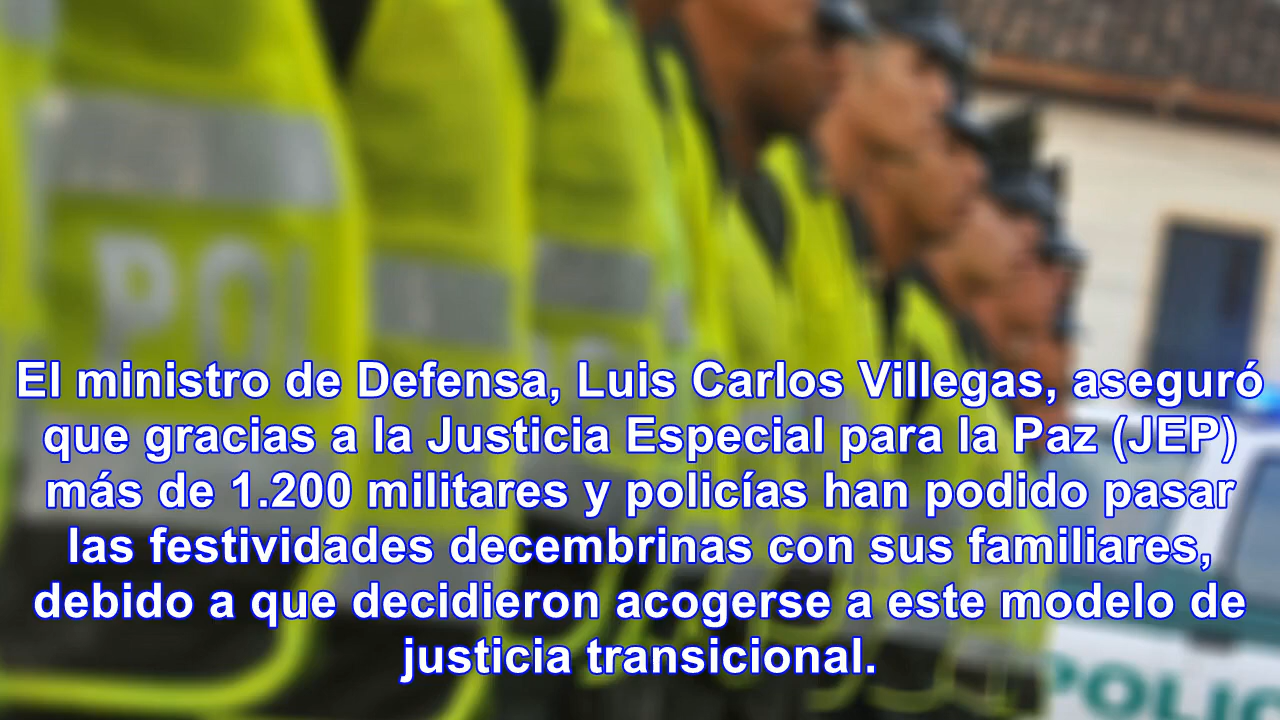 POL
El ministro de Defensa, Luis Carlos Villegas, aseguró
que gracias a la Justicia Especial para la Paz (JEP)
más de 1.200 militares y policías han podido pasar
las festividades decembrinas con sus familiares,
debido a que decidieron acogerse a este modelo de
justicia transicional.
POLIC